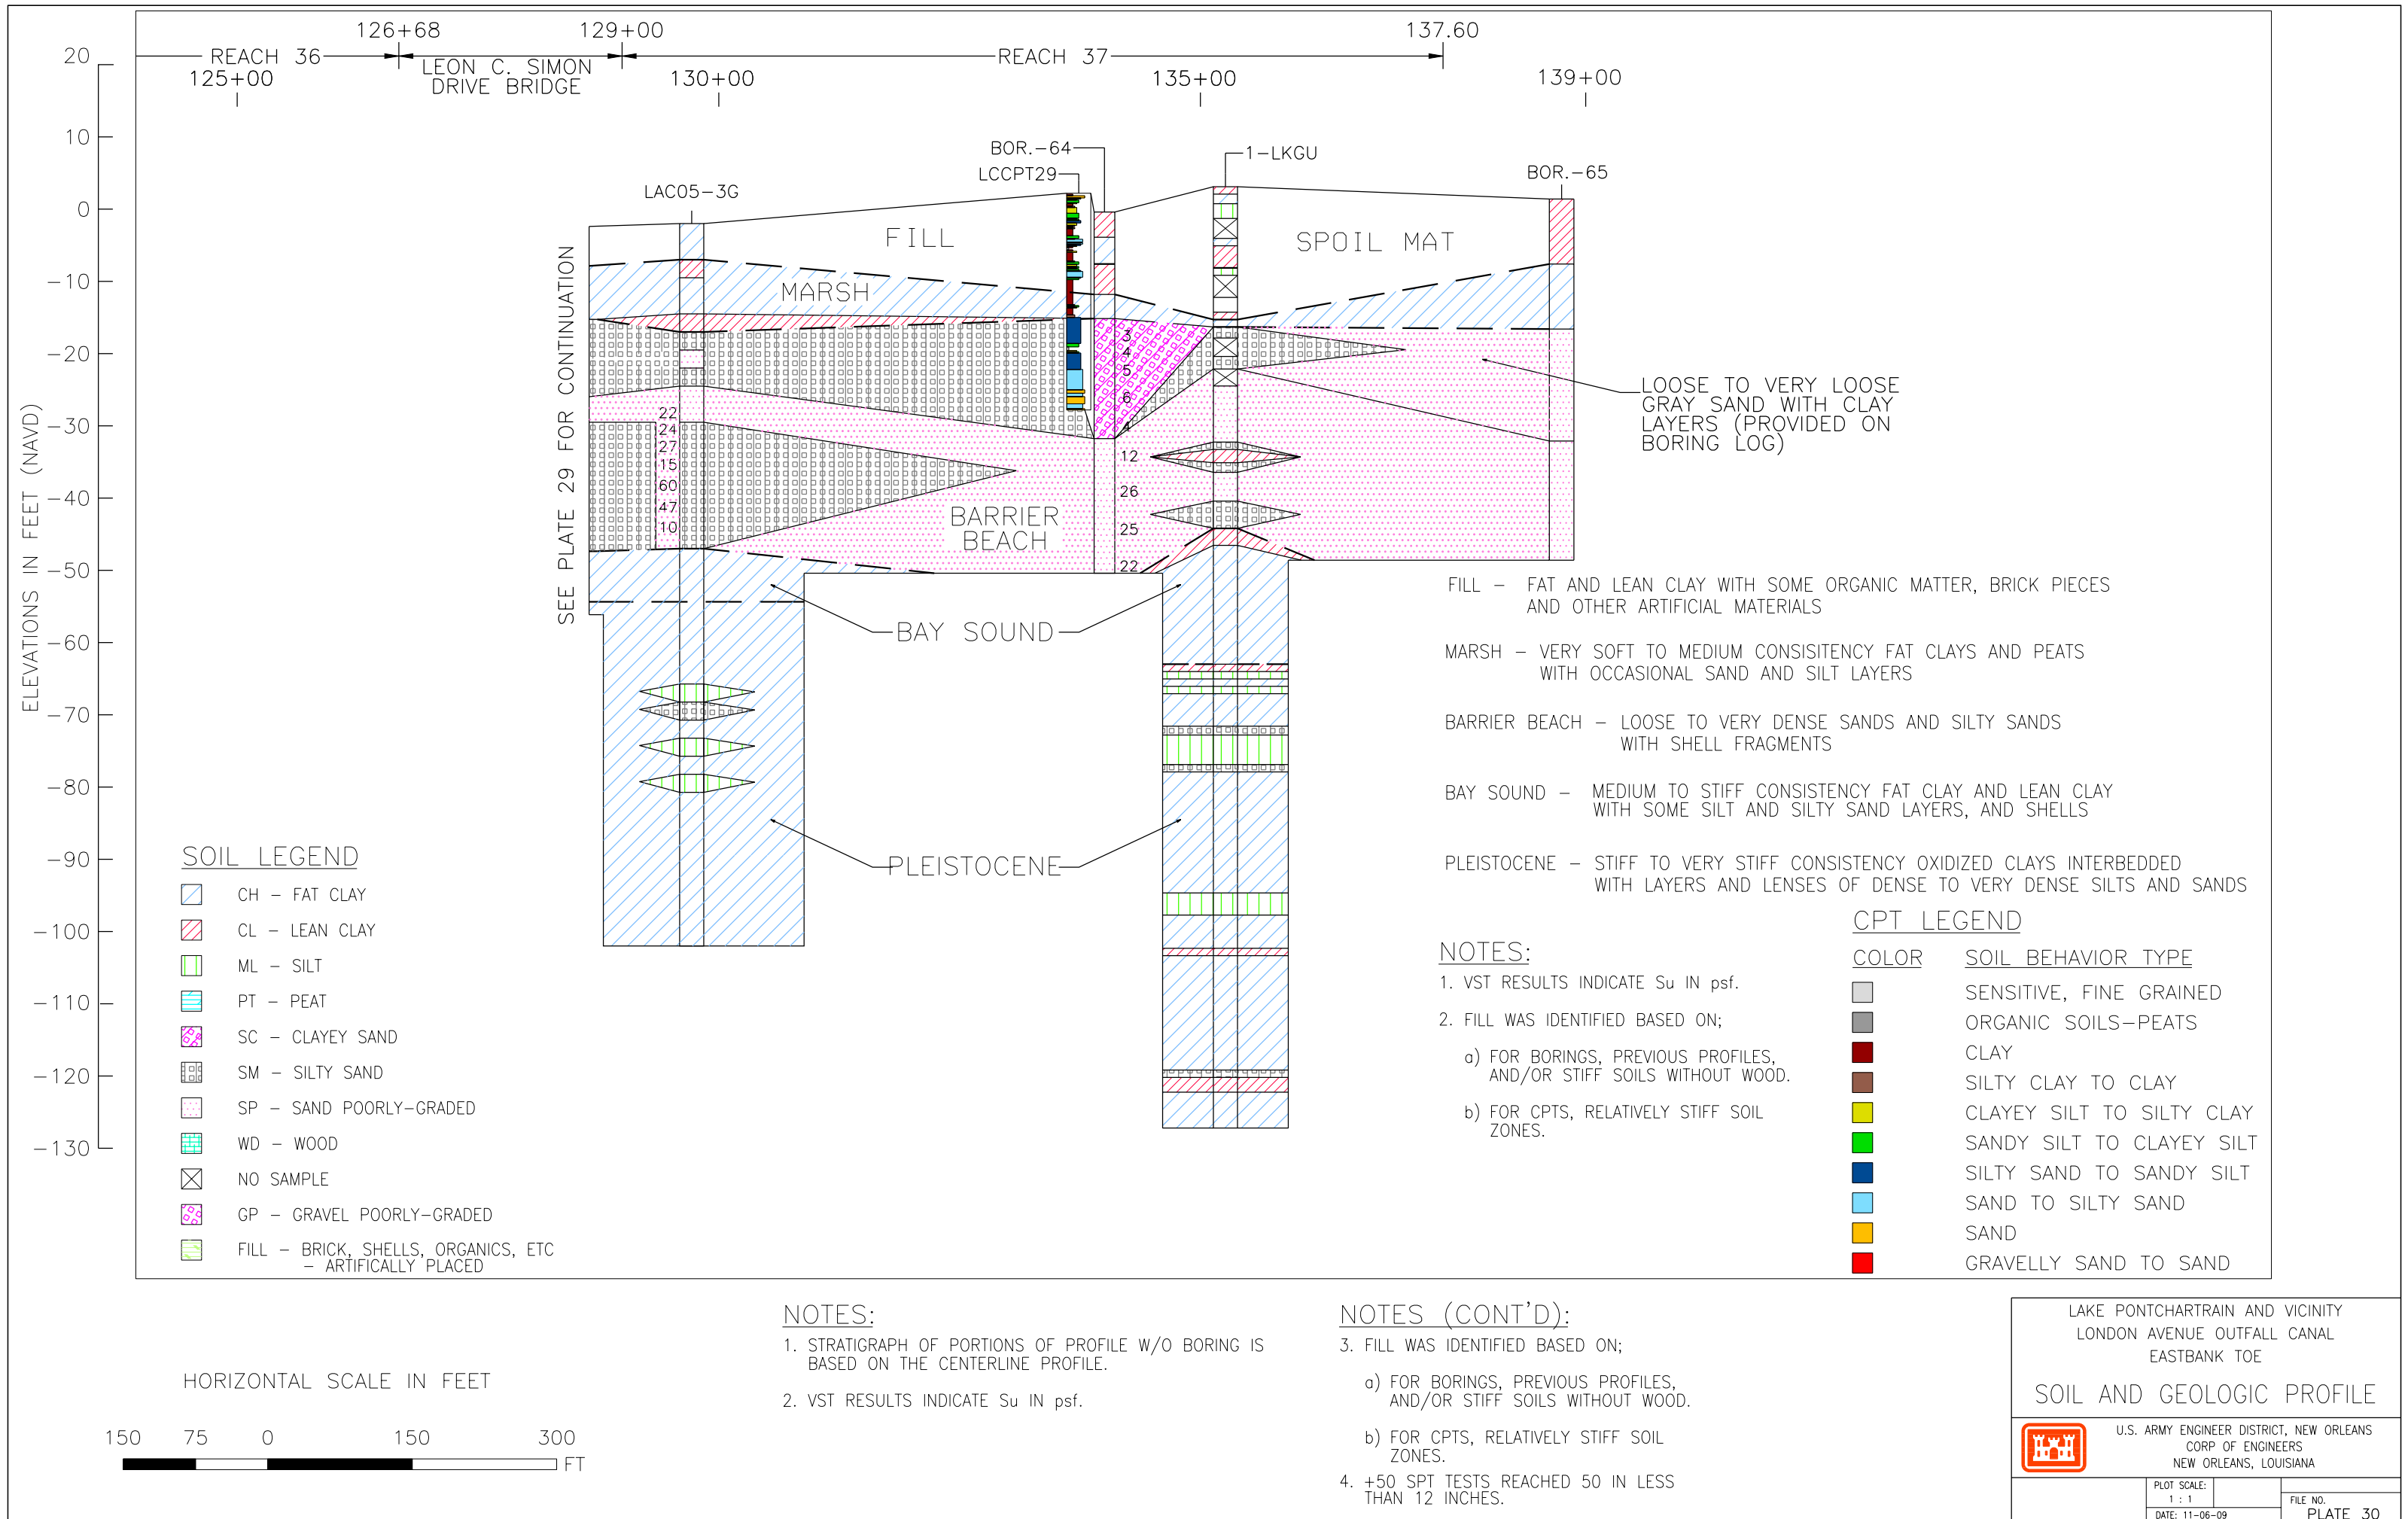 126+68
129+00
137.60
REACH 36
LEON C. SIMON
DRIVE BRIDGE
REACH 37
125+00
130+00
135+00
139+00
20
10
0
-10
-20
-30
-40
-50
-60
-70
-80
-90
-100
-110
-120
-130
ELEVATIONS IN FEET (NAVD)
SEE PLATE 29 FOR CONTINUATION
LAC05-3G
BOR.-64
LCCPT29
1-LKGU
BOR.-65
FILL
SPOIL MAT
MARSH
BARRIER
BEACH
BAY SOUND
PLEISTOCENE
22
24
27
15
60
47
10
3
4
5
6
4
12
26
25
22
LOOSE TO VERY LOOSE
GRAY SAND WITH CLAY
LAYERS (PROVIDED ON
BORING LOG)
FILL - FAT AND LEAN CLAY WITH SOME ORGANIC MATTER, BRICK PIECES
AND OTHER ARTIFICIAL MATERIALS
MARSH - VERY SOFT TO MEDIUM CONSISITENCY FAT CLAYS AND PEATS
WITH OCCASIONAL SAND AND SILT LAYERS
BARRIER BEACH - LOOSE TO VERY DENSE SANDS AND SILTY SANDS
WITH SHELL FRAGMENTS
BAY SOUND - MEDIUM TO STIFF CONSISTENCY FAT CLAY AND LEAN CLAY
WITH SOME SILT AND SILTY SAND LAYERS, AND SHELLS
PLEISTOCENE - STIFF TO VERY STIFF CONSISTENCY OXIDIZED CLAYS INTERBEDDED
WITH LAYERS AND LENSES OF DENSE TO VERY DENSE SILTS AND SANDS
SOIL LEGEND
CH - FAT CLAY
CL - LEAN CLAY
ML - SILT
PT - PEAT
SC - CLAYEY SAND
SM - SILTY SAND
SP - SAND POORLY-GRADED
WD - WOOD
NO SAMPLE
GP - GRAVEL POORLY-GRADED
FILL - BRICK, SHELLS, ORGANICS, ETC
- ARTIFICALLY PLACED
NOTES:
1. VST RESULTS INDICATE Su IN psf.
2. FILL WAS IDENTIFIED BASED ON;
a) FOR BORINGS, PREVIOUS PROFILES,
AND/OR STIFF SOILS WITHOUT WOOD.
b) FOR CPTS, RELATIVELY STIFF SOIL
ZONES.
CPT LEGEND
COLOR SOIL BEHAVIOR TYPE
SENSITIVE, FINE GRAINED
ORGANIC SOILS-PEATS
CLAY
SILTY CLAY TO CLAY
CLAYEY SILT TO SILTY CLAY
SANDY SILT TO CLAYEY SILT
SILTY SAND TO SANDY SILT
SAND TO SILTY SAND
SAND
GRAVELLY SAND TO SAND
HORIZONTAL SCALE IN FEET
150 75 0 150 300
FT
NOTES:
1. STRATIGRAPH OF PORTIONS OF PROFILE W/O BORING IS
BASED ON THE CENTERLINE PROFILE.
2. VST RESULTS INDICATE Su IN psf.
NOTES (CONT'D):
3. FILL WAS IDENTIFIED BASED ON;
a) FOR BORINGS, PREVIOUS PROFILES,
AND/OR STIFF SOILS WITHOUT WOOD.
b) FOR CPTS, RELATIVELY STIFF SOIL
ZONES.
4. +50 SPT TESTS REACHED 50 IN LESS
THAN 12 INCHES.
LAKE PONTCHARTRAIN AND VICINITY
LONDON AVENUE OUTFALL CANAL
EASTBANK TOE
SOIL AND GEOLOGIC PROFILE
U.S. ARMY ENGINEER DISTRICT, NEW ORLEANS
CORP OF ENGINEERS
NEW ORLEANS, LOUISIANA
PLOT SCALE:
1 : 1
DATE: 11-06-09
FILE NO.
PLATE 30